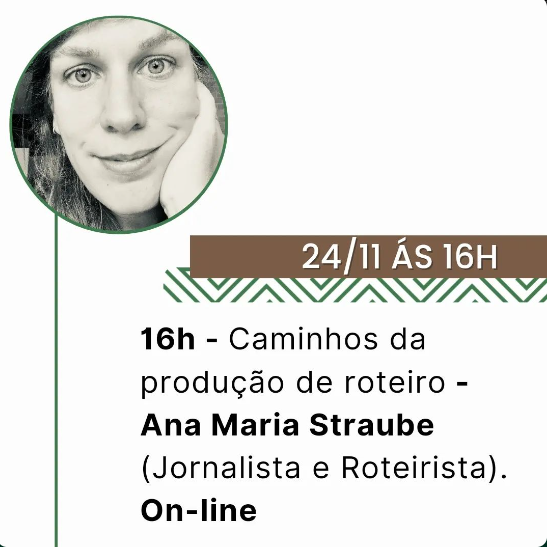 24/11 ÁS 16H
16h - Caminhos da
produção de roteiro -
Ana Maria Straube
(Jornalista e Roteirista).
On-line